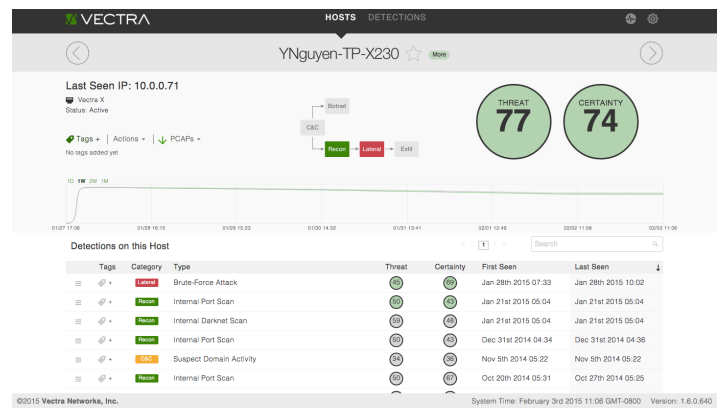 VECTRA
HOSTS DETECTIONS
YNguyen-TP-X230 More
Last Seen IP: 10.0.0.71
Vectra X
Status: Active
Tags + Actions PCAPs
No tags added yet
Botnet
C&C
Recon Lateral Exfil
THREAT
77
CERTAINTY
74
1D 1W 2W 1M
01/27 17:06 01/28 16:15 01/29 15:23 01/30 14:32 01/31 13:41 02/01 12:49 02/02 11:58 02/03 11:06
Detections on this Host 1 Search
Tags Category Type Threat Certainty First Seen Last Seen
+ Lateral Brute-Force Attack 45 69 Jan 28th 2015 07:33 Jan 28th 2015 10:02
+ Recon Internal Port Scan 50 43 Jan 21st 2015 05:04 Jan 21st 2015 05:04
+ Recon Internal Darknet Scan 59 48 Jan 21st 2015 05:04 Jan 21st 2015 05:04
+ Recon Internal Port Scan 50 43 Dec 31st 2014 04:34 Dec 31st 2014 04:36
+ C&C Suspect Domain Activity 34 36 Nov 5th 2014 05:22 Nov 5th 2014 05:22
+ Recon Internal Port Scan 50 67 Oct 20th 2014 05:31 Oct 27th 2014 05:25
©2015 Vectra Networks, Inc. System Time: February 3rd 2015 11:06 GMT-0800 Version: 1.6.0.640